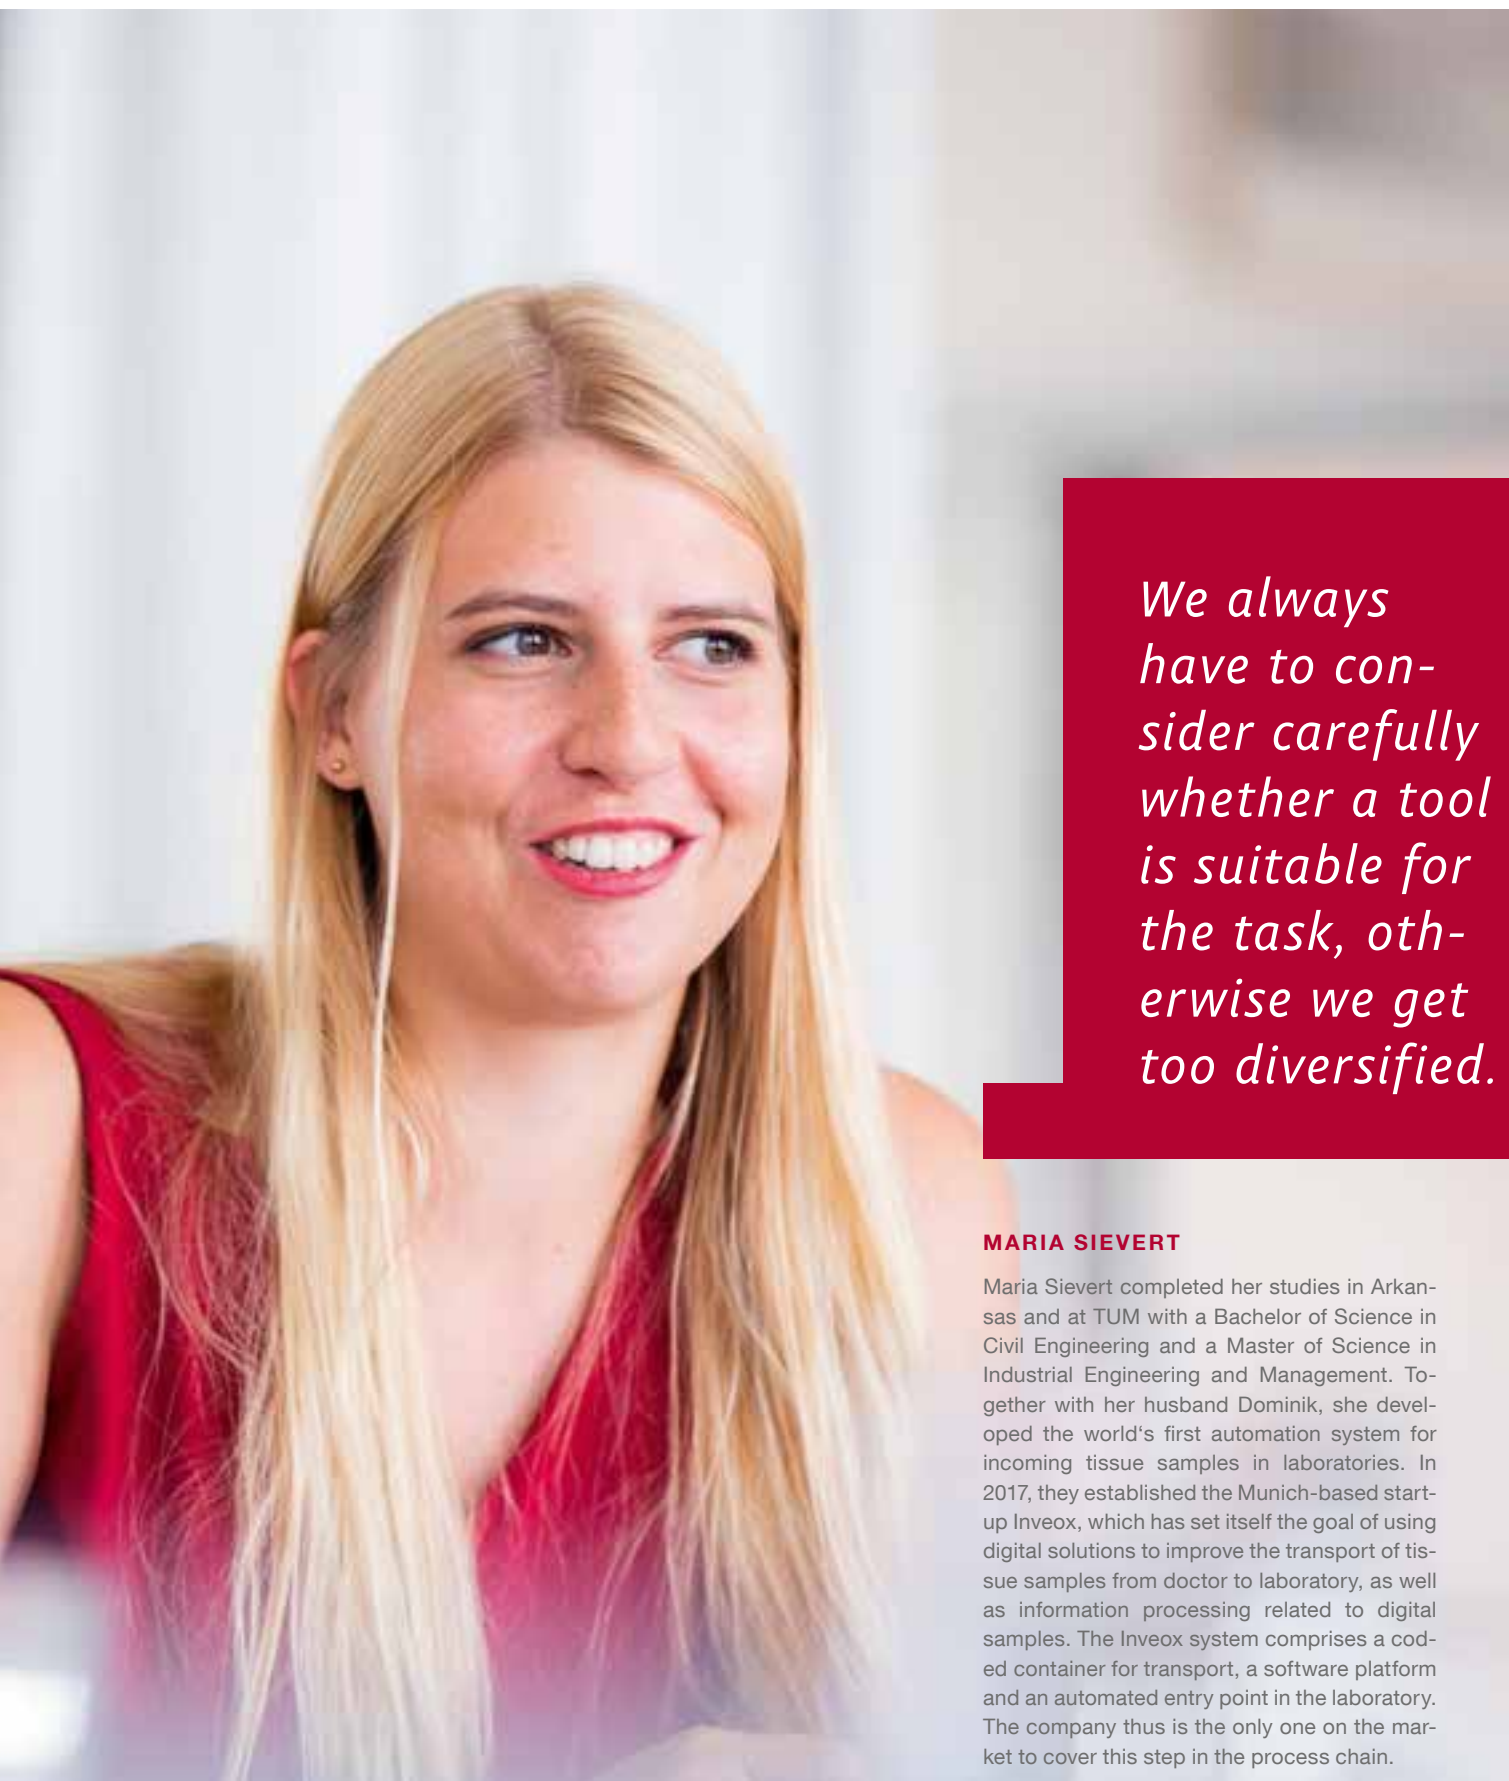 We always
have to con-
sider carefully
whether a tool
is suitable for
the task, oth-
erwise we get
too diversified.
MARIA SIEVERT
Maria Sievert completed her studies in Arkan-
sas and at TUM with a Bachelor of Science in
Civil Engineering and a Master of Science in
Industrial Engineering and Management. To-
gether with her husband Dominik, she devel-
oped the world‘s first automation system for
incoming tissue samples in laboratories. In
2017, they established the Munich-based start-
up Inveox, which has set itself the goal of using
digital solutions to improve the transport of tis-
sue samples from doctor to laboratory, as well
as information processing related to digital
samples. The Inveox system comprises a cod-
ed container for transport, a software platform
and an automated entry point in the laboratory.
The company thus is the only one on the mar-
ket to cover this step in the process chain.